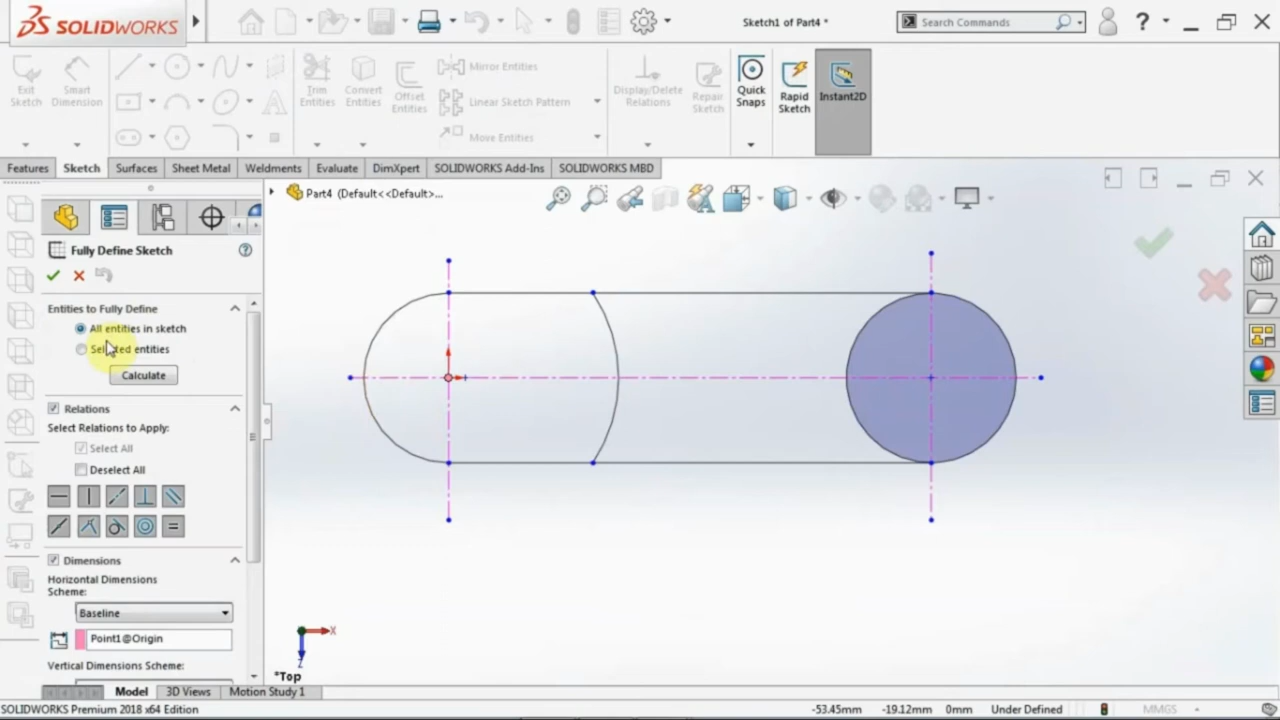 SOLIDWORKS
Sketch1 of Part4 *
Search Commands
?
Exit Sketch
Smart Dimension
Trim Entities
Convert Entities
Offset Entities
Mirror Entities
Linear Sketch Pattern
Move Entities
Display/Delete Relations
Repair Sketch
Quick Snaps
Rapid Sketch
Instant2D
Features
Sketch
Surfaces
Sheet Metal
Weldments
Evaluate
DimXpert
SOLIDWORKS Add-Ins
SOLIDWORKS MBD
Part4 (Default<<Default>...
Fully Define Sketch
?
Entities to Fully Define
All entities in sketch
Selected entities
Calculate
Relations
Select Relations to Apply:
Select All
Deselect All
Dimensions
Horizontal Dimensions
Scheme:
Baseline
Point1@Origin
Vertical Dimensions Scheme:
X
Z
*Top
Model
3D Views
Motion Study 1
SOLIDWORKS Premium 2018 x64 Edition
-53.45mm
-19.12mm
0mm
Under Defined
MMGS